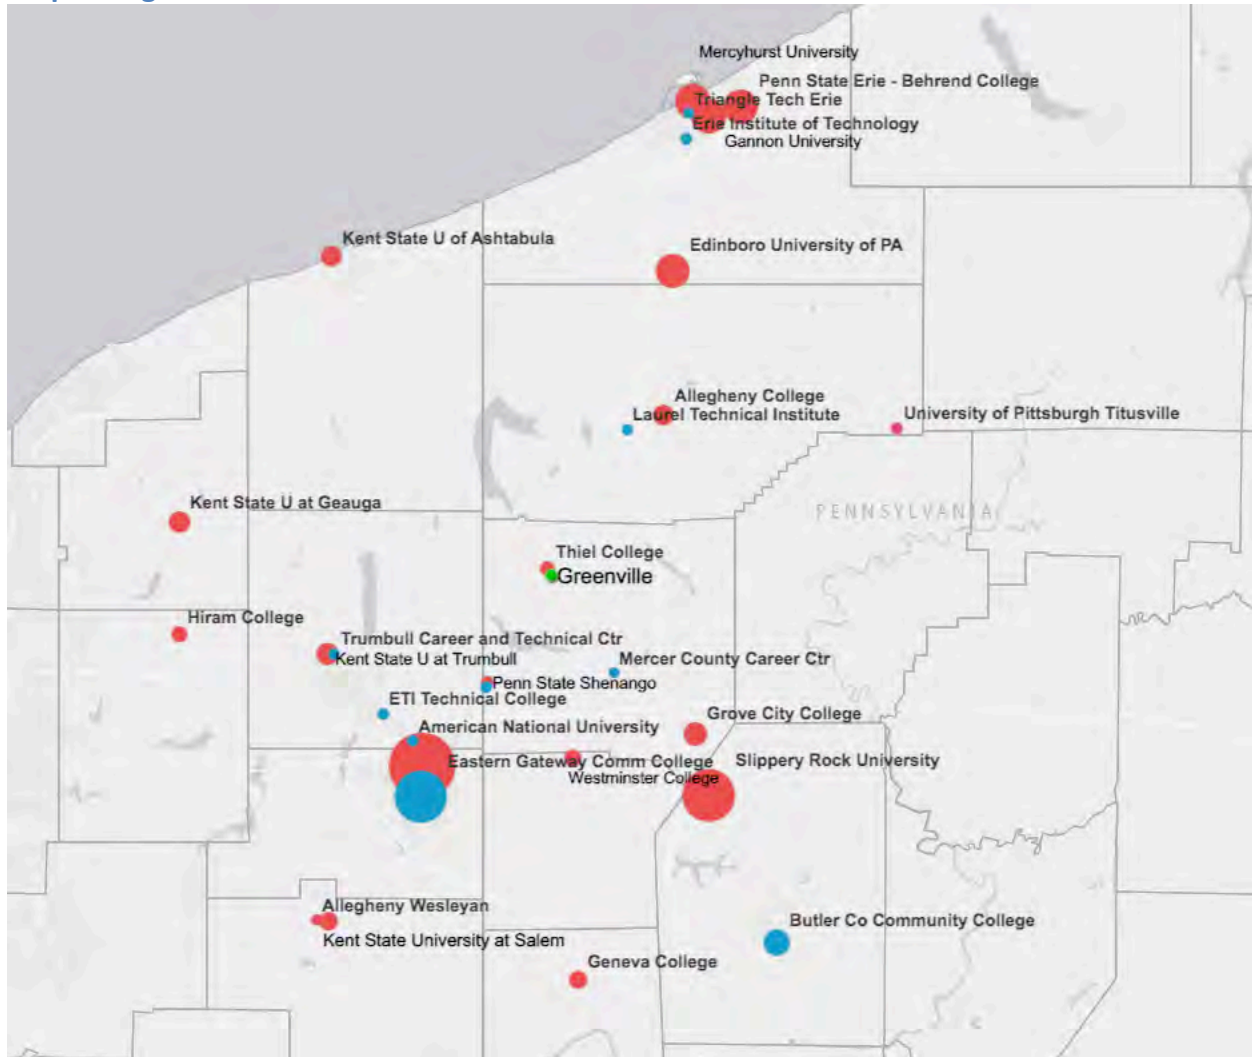 Mercyhurst University
Penn State Erie - Behrend College
Triangle Tech Erie
Erie Institute of Technology
Gannon University
Kent State U of Ashtabula
Edinboro University of PA
Allegheny College
Laurel Technical Institute
University of Pittsburgh Titusville
Kent State U at Geauga
PENNSYLVANIA
Thiel College
Greenville
Hiram College
Trumbull Career and Technical Ctr
Kent State U at Trumbull
Mercer County Career Ctr
Penn State Shenango
ETI Technical College
Grove City College
American National University
Eastern Gateway Comm College
Slippery Rock University
Westminster College
Allegheny Wesleyan
Kent State University at Salem
Butler Co Community College
Geneva College